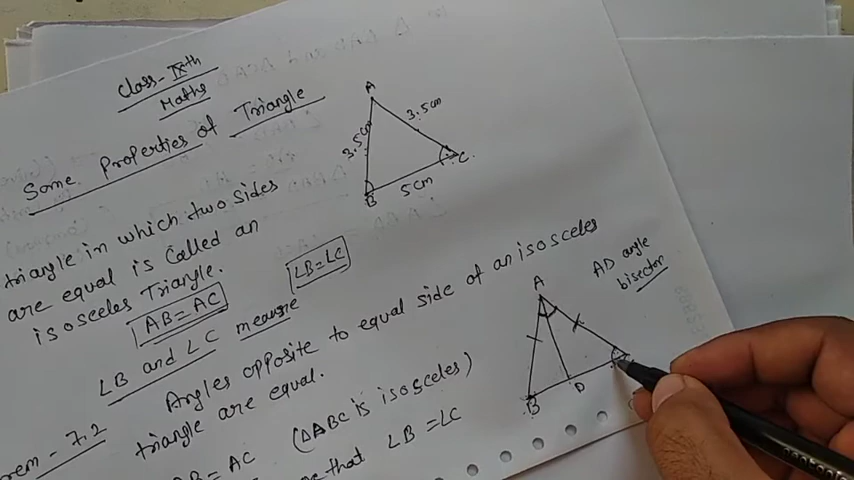 Class-IXth
Maths
Some Properties of Triangle
A
3.5cm
3.5cm
B
5cm
C
triangle in which two sides
are equal is called an
isosceles Triangle.
AB=AC
∠B=∠C
∠B and ∠C measure
Angles opposite to equal side of an isosceles
triangle are equal.
7.2
AC (△ABC is isosceles)
that ∠B = ∠C
AD angle
bisector
A
B
D